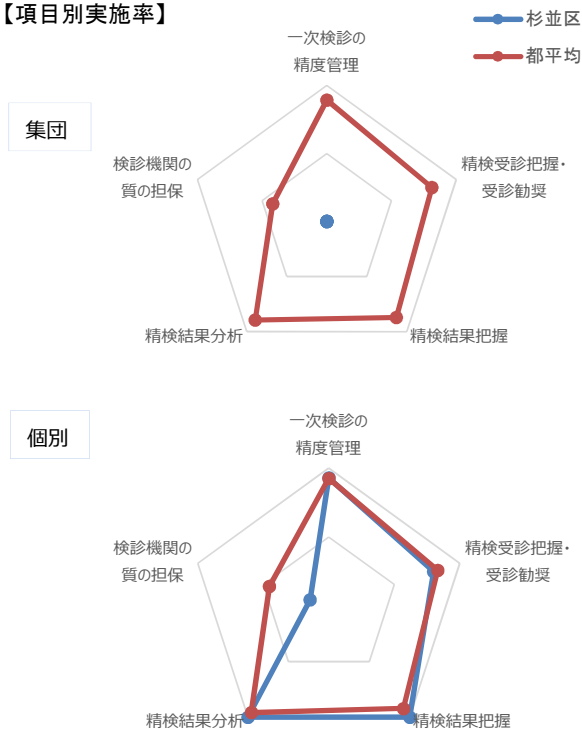 【項目別実施率】
杉並区
都平均
集団
一次検診の
精度管理
検診機関の
質の担保
精検受診把握・
受診勧奨
精検結果分析
精検結果把握
個別
一次検診の
精度管理
検診機関の
質の担保
精検受診把握・
受診勧奨
精検結果分析
精検結果把握